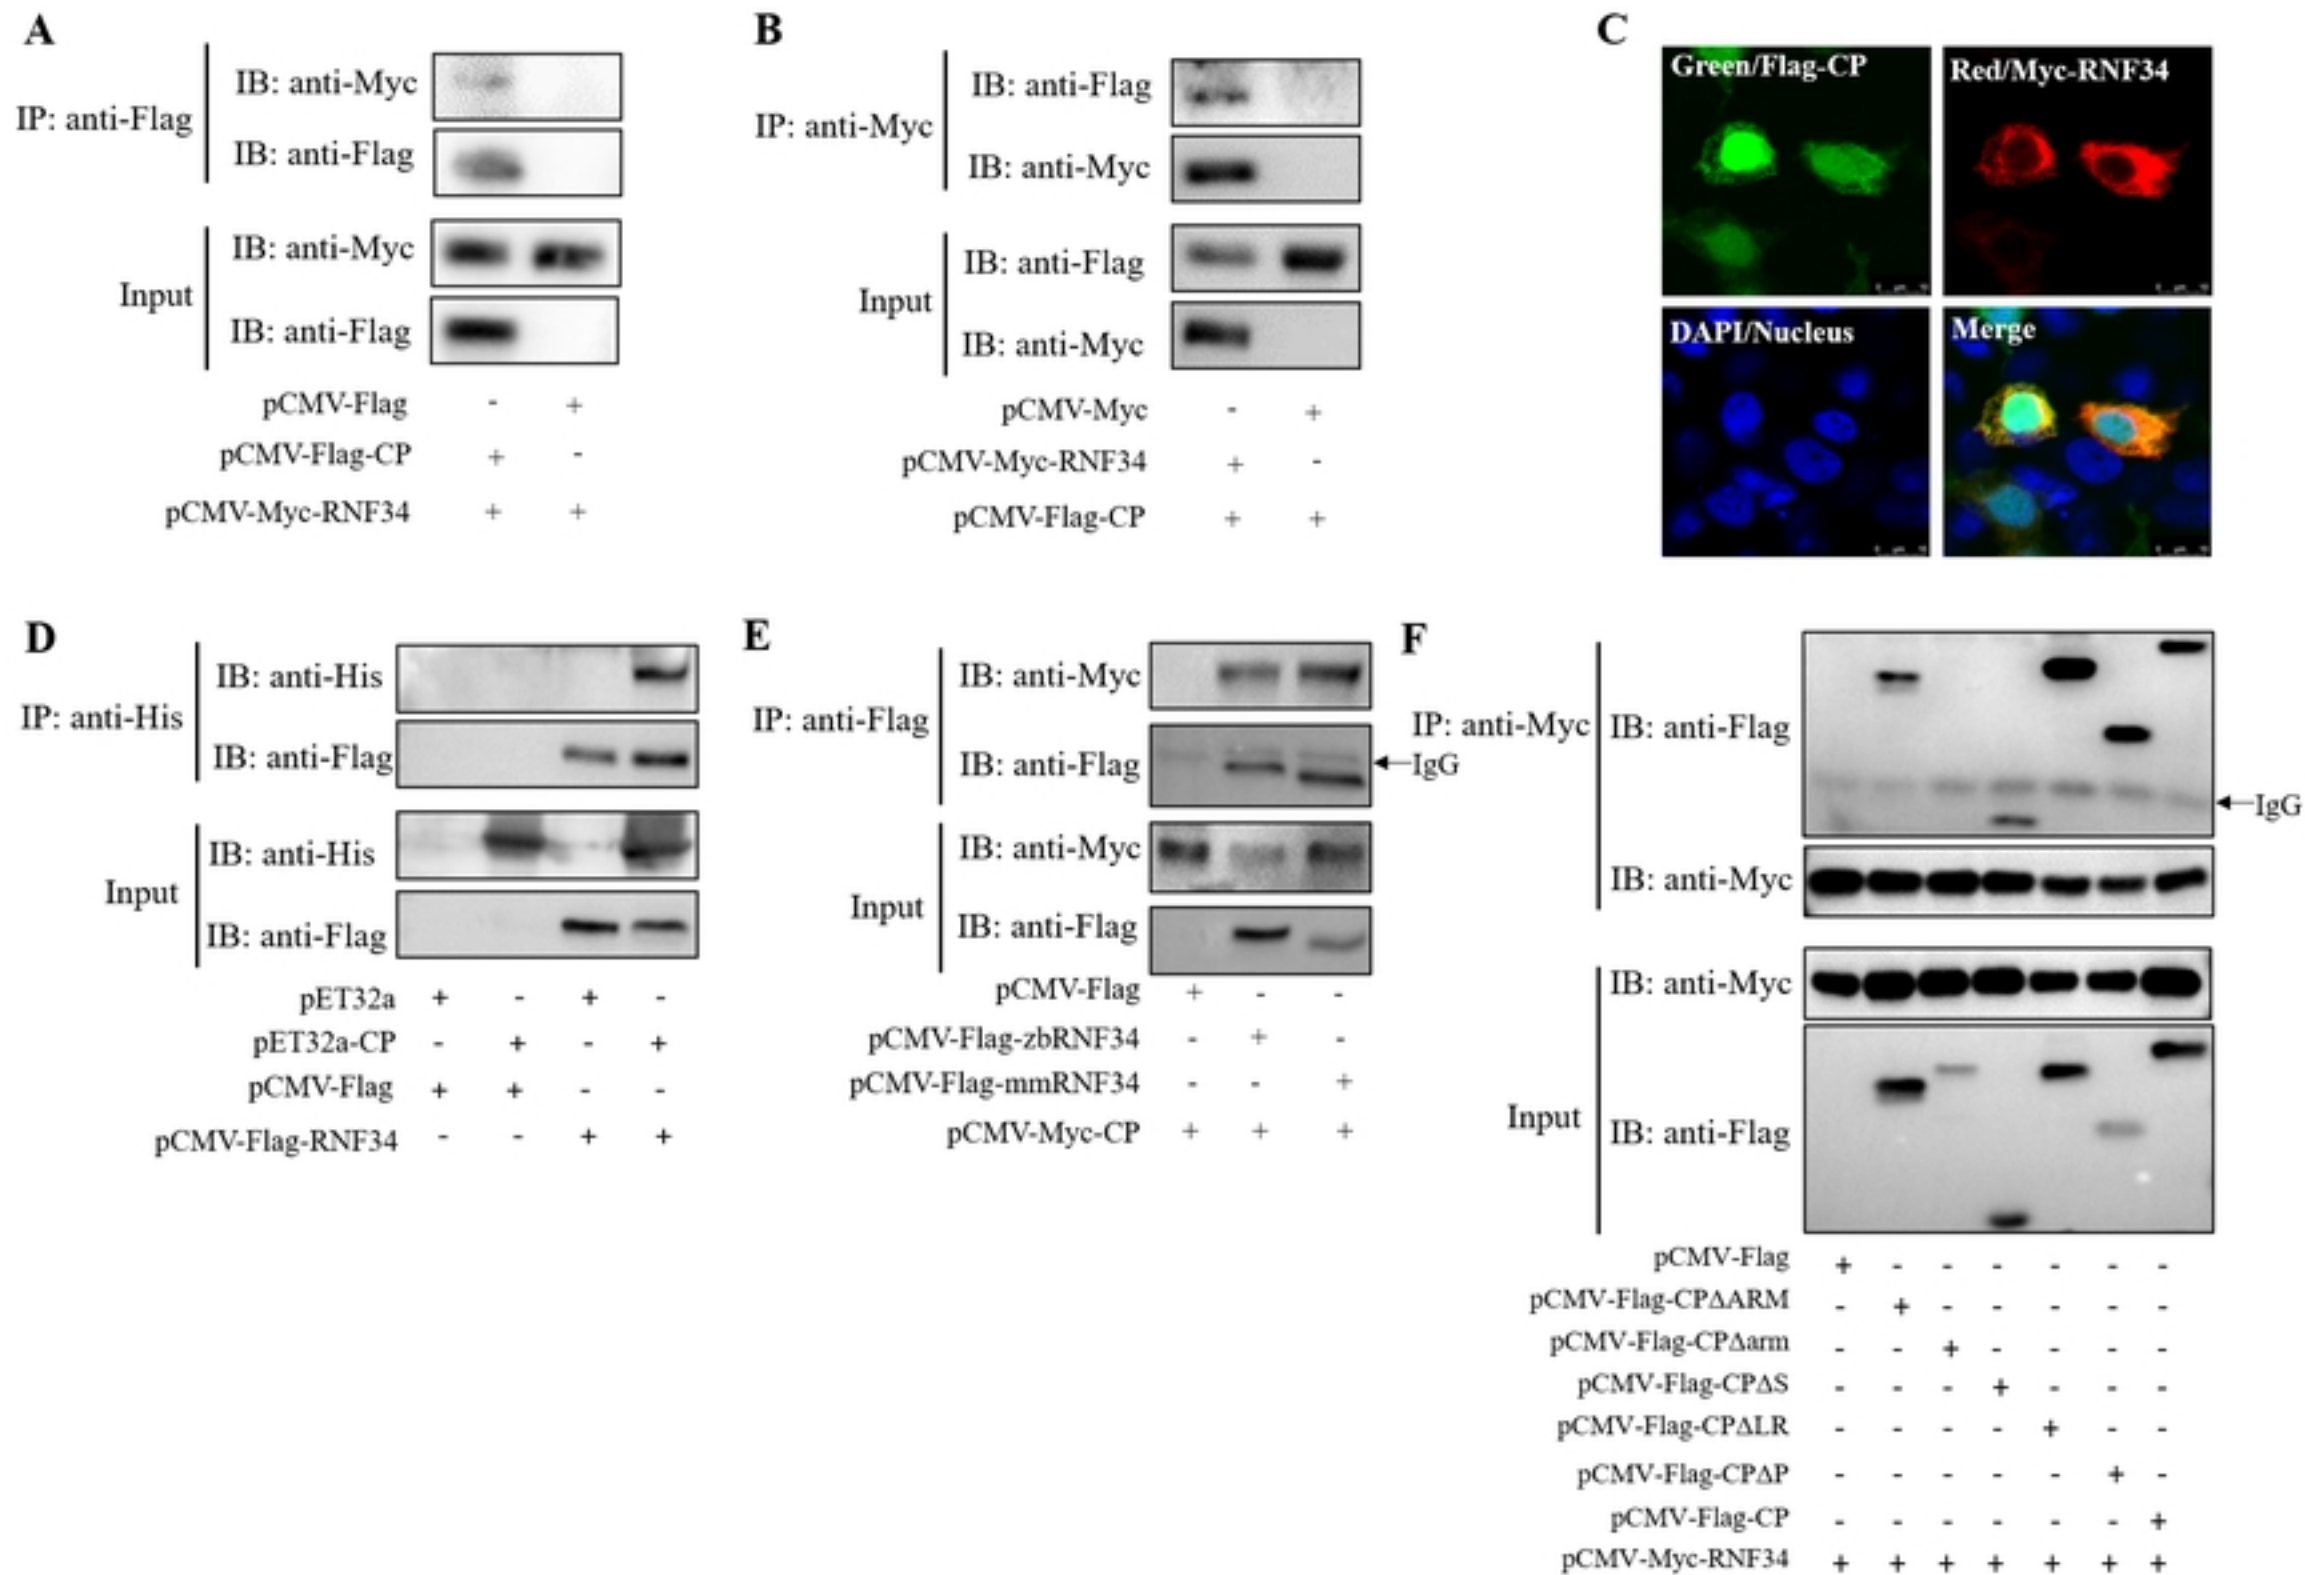 A
IP: anti-Flag
IB: anti-Myc
IB: anti-Flag
Input
IB: anti-Myc
IB: anti-Flag
pCMV-Flag - +
pCMV-Flag-CP + -
pCMV-Myc-RNF34 + +
B
IP: anti-Myc
IB: anti-Flag
IB: anti-Myc
Input
IB: anti-Flag
IB: anti-Myc
pCMV-Myc - +
pCMV-Myc-RNF34 + -
pCMV-Flag-CP + +
C
Green/Flag-CP
Red/Myc-RNF34
DAPI/Nucleus
Merge
D
IP: anti-His
IB: anti-His
IB: anti-Flag
Input
IB: anti-His
IB: anti-Flag
pET32a + - + -
pET32a-CP - + - +
pCMV-Flag + + - -
pCMV-Flag-RNF34 - - + +
E
IP: anti-Flag
IB: anti-Myc
IB: anti-Flag
IgG
Input
IB: anti-Myc
IB: anti-Flag
pCMV-Flag + - -
pCMV-Flag-zbRNF34 - + -
pCMV-Flag-mmRNF34 - - +
pCMV-Myc-CP + + +
F
IP: anti-Myc
IB: anti-Flag
IgG
IB: anti-Myc
Input
IB: anti-Myc
IB: anti-Flag
pCMV-Flag + - - - - - -
pCMV-Flag-CPΔARM - + - - - - -
pCMV-Flag-CPΔarm - - + - - - -
pCMV-Flag-CPΔS - - - + - - -
pCMV-Flag-CPΔLR - - - - + - -
pCMV-Flag-CPΔP - - - - - + -
pCMV-Flag-CP - - - - - - +
pCMV-Myc-RNF34 + + + + + + +